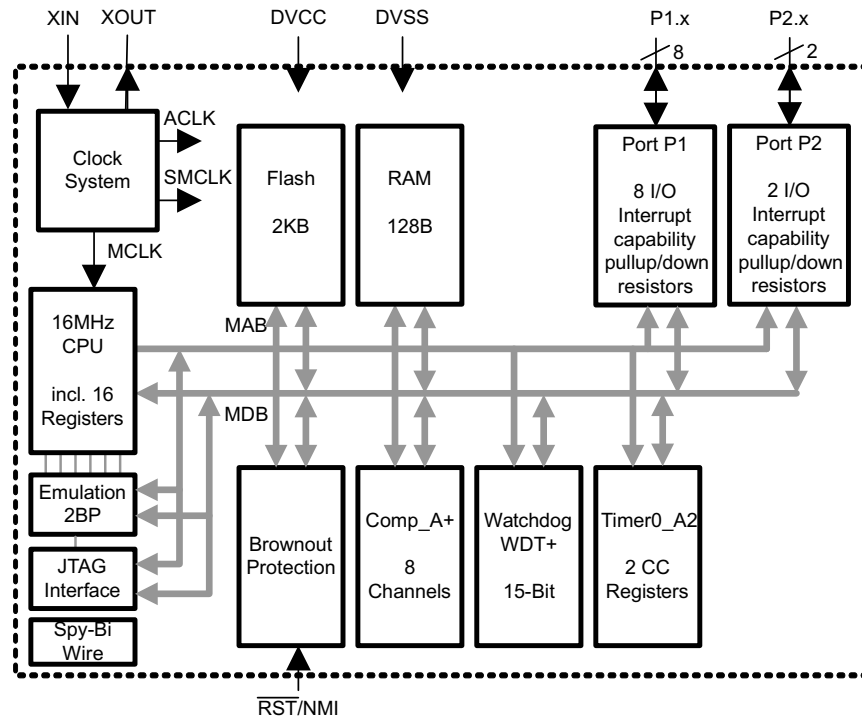 XIN
XOUT
DVCC
DVSS
P1.x
P2.x
8
2
Clock
System
ACLK
SMCLK
MCLK
Flash
2KB
RAM
128B
Port P1
8 I/O
Interrupt
capability
pullup/down
resistors
Port P2
2 I/O
Interrupt
capability
pullup/down
resistors
16MHz
CPU
incl. 16
Registers
MAB
MDB
Emulation
2BP
JTAG
Interface
Spy-Bi
Wire
Brownout
Protection
Comp_A+
8
Channels
Watchdog
WDT+
15-Bit
Timer0_A2
2 CC
Registers
RST/NMI